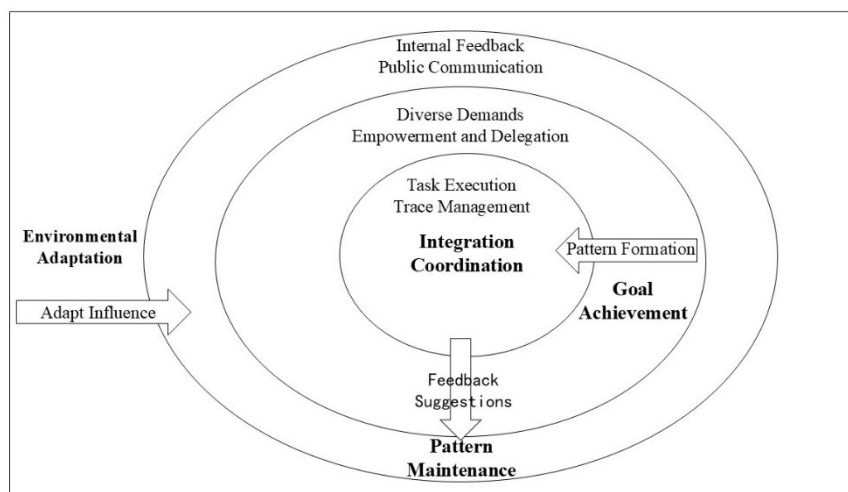 Internal Feedback
Public Communication
Diverse Demands
Empowerment and Delegation
Task Execution
Trace Management
Environmental
Adaptation
Integration
Coordination
Pattern Formation
Goal
Achievement
Adapt Influence
Feedback
Suggestions
Pattern
Maintenance